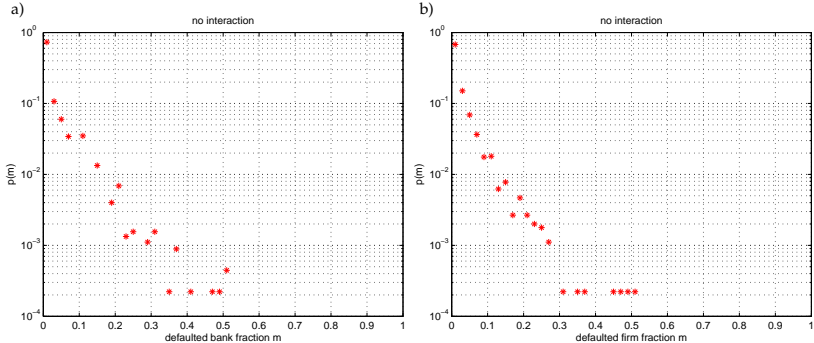 a)
no interaction
10^0
10^-1
10^-2
10^-3
10^-4
p(m)
0 0.1 0.2 0.3 0.4 0.5 0.6 0.7 0.8 0.9 1
defaulted bank fraction m
b)
no interaction
10^0
10^-1
10^-2
10^-3
10^-4
p(m)
0 0.1 0.2 0.3 0.4 0.5 0.6 0.7 0.8 0.9 1
defaulted firm fraction m